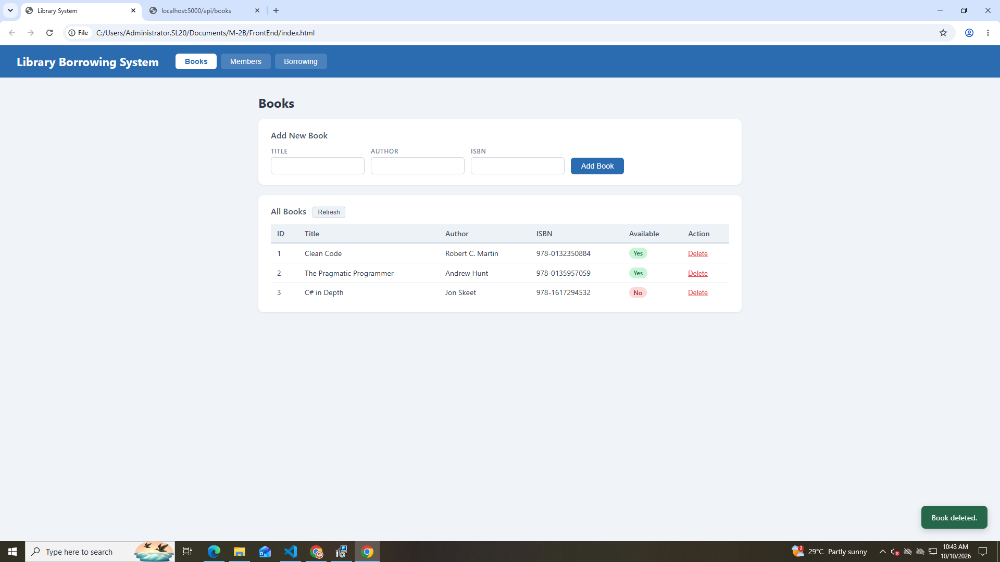 Library System
localhost:5000/api/books
File
C:/Users/Administrator.SL20/Documents/M-2B/FrontEnd/index.html
Library Borrowing System
Books
Members
Borrowing
Books
Add New Book
TITLE
AUTHOR
ISBN
Add Book
All Books
Refresh
ID Title Author ISBN Available Action
1 Clean Code Robert C. Martin 978-0132350884 Yes Delete
2 The Pragmatic Programmer Andrew Hunt 978-0135957059 Yes Delete
3 C# in Depth Jon Skeet 978-1617294532 No Delete
Book deleted.
Type here to search
2
29°C Partly sunny
10:43 AM
10/10/2026